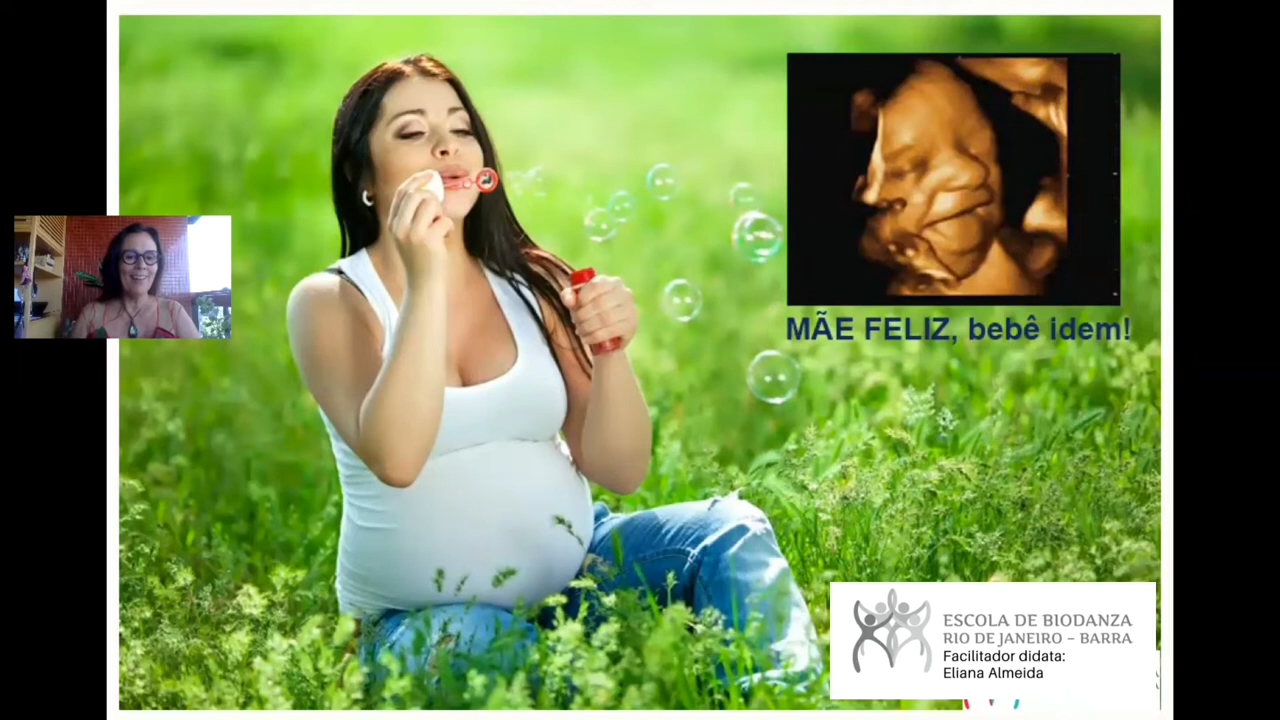 MÃE FELIZ, bebê idem!
ESCOLA DE BIODANZA
RIO DE JANEIRO – BARRA
Facilitador didata:
Eliana Almeida